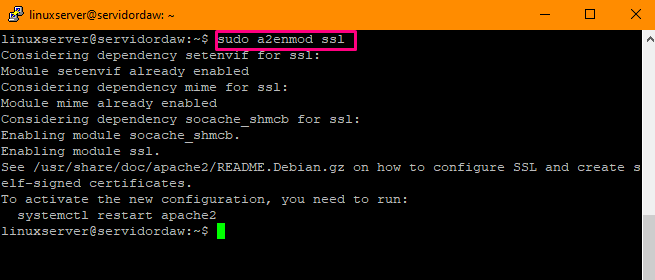 linuxserver@servidordaw: ~
linuxserver@servidordaw:~$ sudo a2enmod ssl
Considering dependency setenvif for ssl:
Module setenvif already enabled
Considering dependency mime for ssl:
Module mime already enabled
Considering dependency socache_shmcb for ssl:
Enabling module socache_shmcb.
Enabling module ssl.
See /usr/share/doc/apache2/README.Debian.gz on how to configure SSL and create s
elf-signed certificates.
To activate the new configuration, you need to run:
  systemctl restart apache2
linuxserver@servidordaw:~$